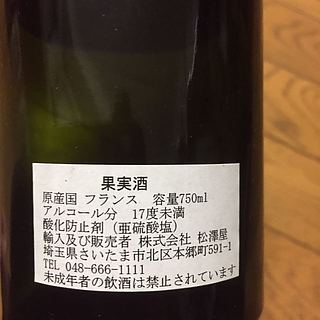 果実酒
原産国 フランス 容量750ml
アルコール分 17度未満
酸化防止剤 (亜硫酸塩)
輸入及び販売者 株式会社 松澤屋
埼玉県さいたま市北区本郷町591-1
TEL 048-666-1111
未成年者の飲酒は禁止されています